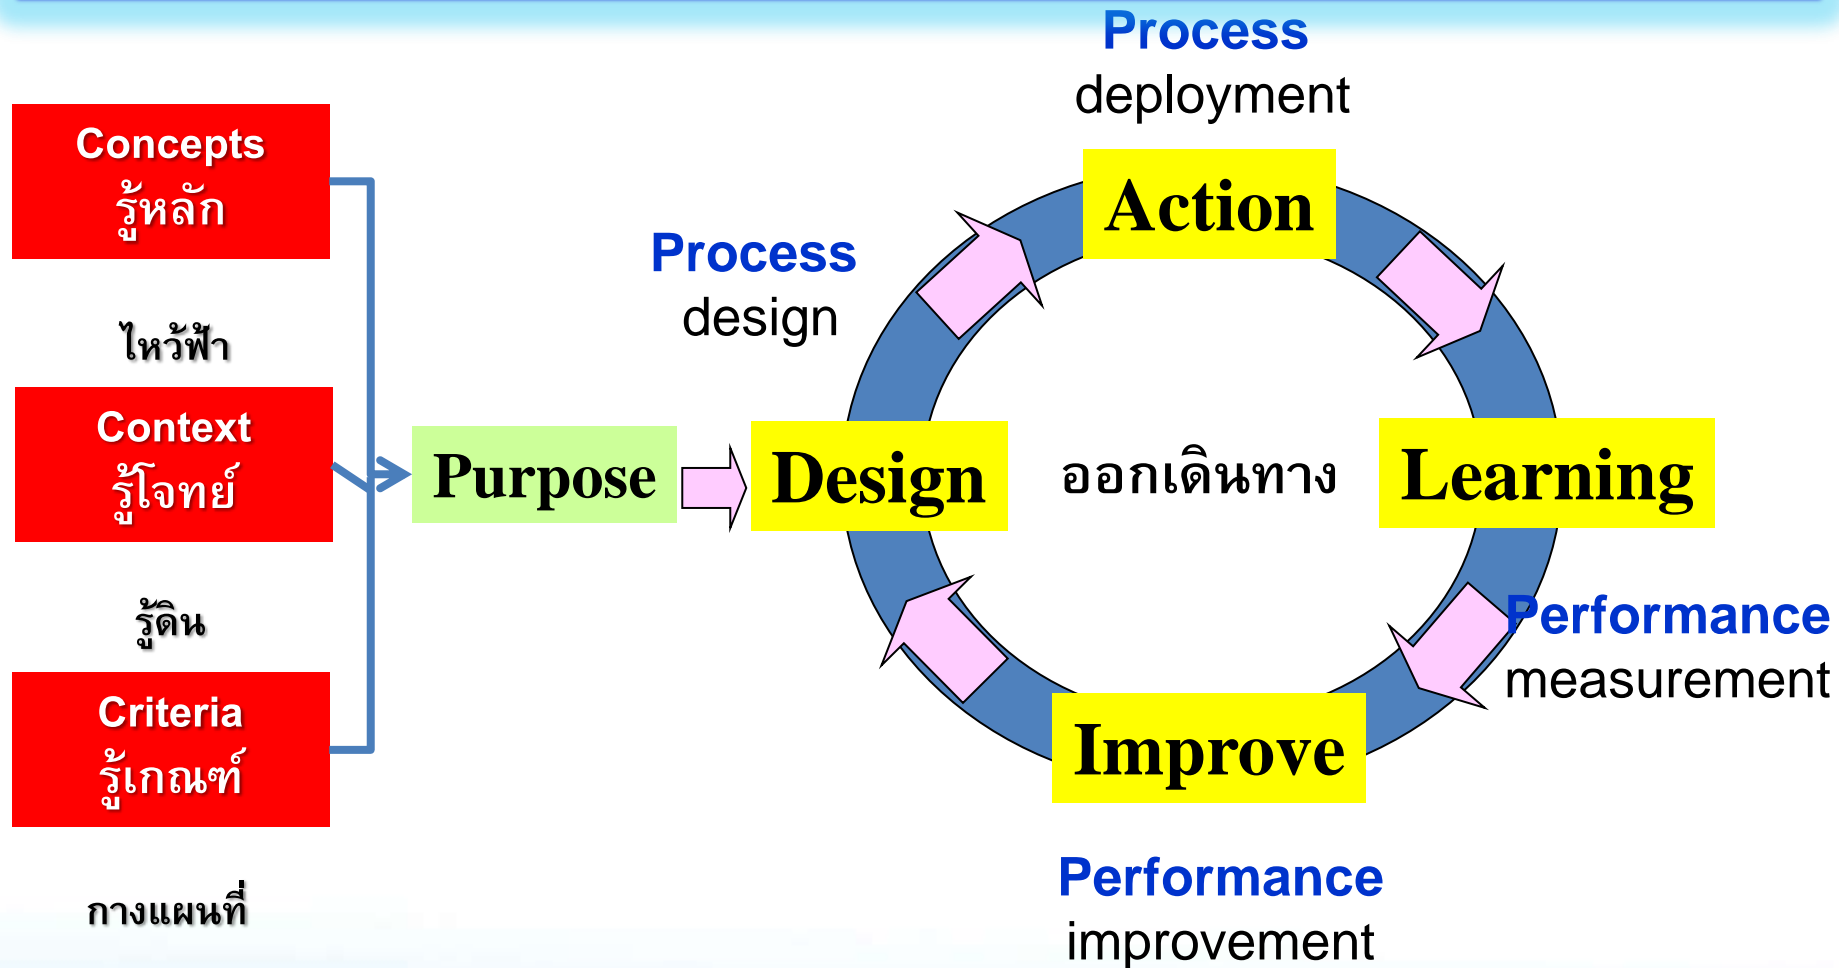 Concepts
รู้หลัก
ไหว้ฟ้า
Context
รู้โจทย์
รู้ดิน
Criteria
รู้เกณฑ์
กางแผนที่
Purpose
Process
design
Design
Process
deployment
Action
ออกเดินทาง
Learning
Performance
measurement
Improve
Performance
improvement